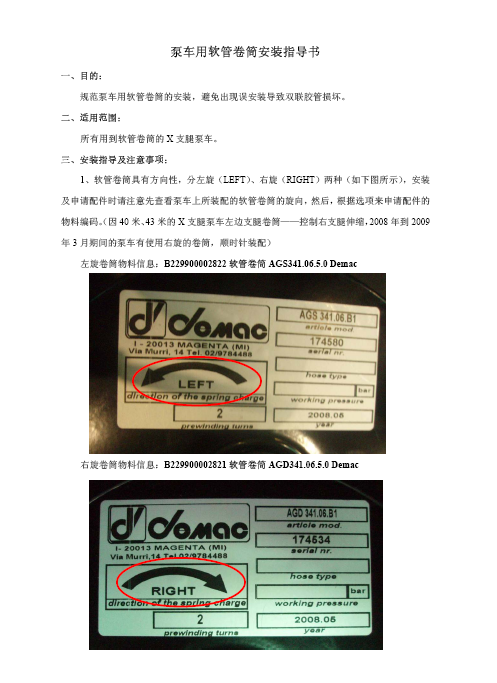 泵车用软管卷筒安装指导书
一、目的：
规范泵车用软管卷筒的安装，避免出现误安装导致双联胶管损坏。
二、适用范围：
所有用到软管卷筒的 X 支腿泵车。
三、安装指导及注意事项：
1、软管卷筒具有方向性，分左旋（LEFT）、右旋（RIGHT）两种（如下图所示），安装
及申请配件时请注意先查看泵车上所装配的软管卷筒的旋向，然后，根据选项来申请配件的
物料编码。（因 40 米、43 米的 X 支腿泵车左边支腿卷筒——控制右支腿伸缩，2008 年到 2009
年 3 月期间的泵车有使用右旋的卷筒，顺时针装配）
左旋卷筒物料信息：B229900002822 软管卷筒 AGS341.06.5.0 Demac
d' demac
I - 20013 MAGENTA (MI)
Via Murri, 14 Tel. 02/9784488
LEFT
direction of the spring charge
2
prewinding turns
AGS 341.06.B1
article mod.
174580
serial nr.
hose type
bar
working pressure
2008.05
year
右旋卷筒物料信息：B229900002821 软管卷筒 AGD341.06.5.0 Demac
d' demac
I- 20013 MAGENTA (MI)
Via Murri,14 Tel.02/9784488
RIGHT
direction of the spring charge
2
prewinding turns
AGD 341.06.B1
article mod.
174534
serial nr.
hose type
bar
working pressure
2008.05
year